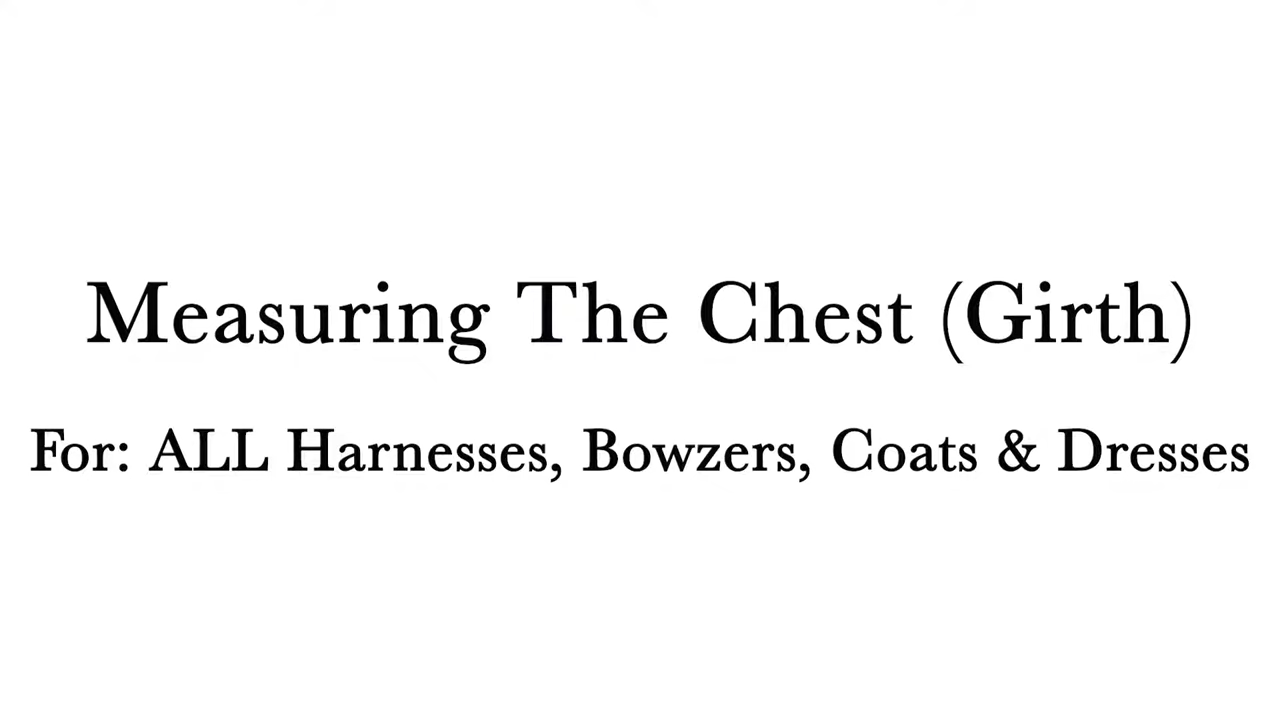 Measuring The Chest (Girth)
For: ALL Harnesses, Bowzers, Coats & Dresses